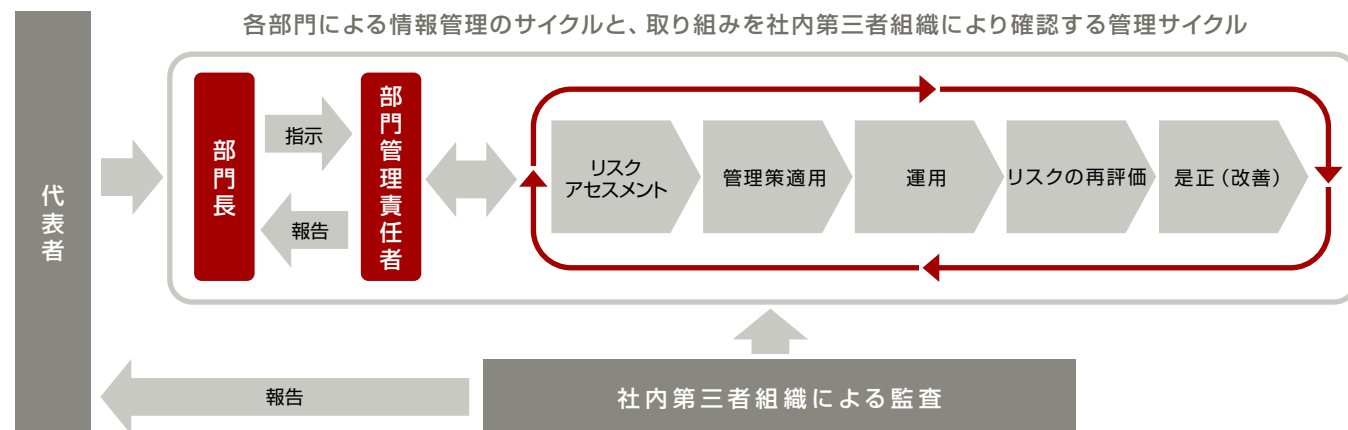 各部門による情報管理のサイクルと、取り組みを社内第三者組織により確認する管理サイクル
代表者
部門長
指示
報告
部門管理責任者
リスク
アセスメント
管理策適用
運用
リスクの再評価
是正（改善）
報告
社内第三者組織による監査